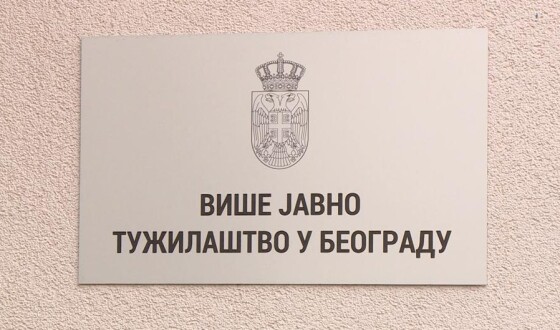 ВИШЕ ЈАВНО
ТУЖИЛАШТВО У БЕОГРАДУ